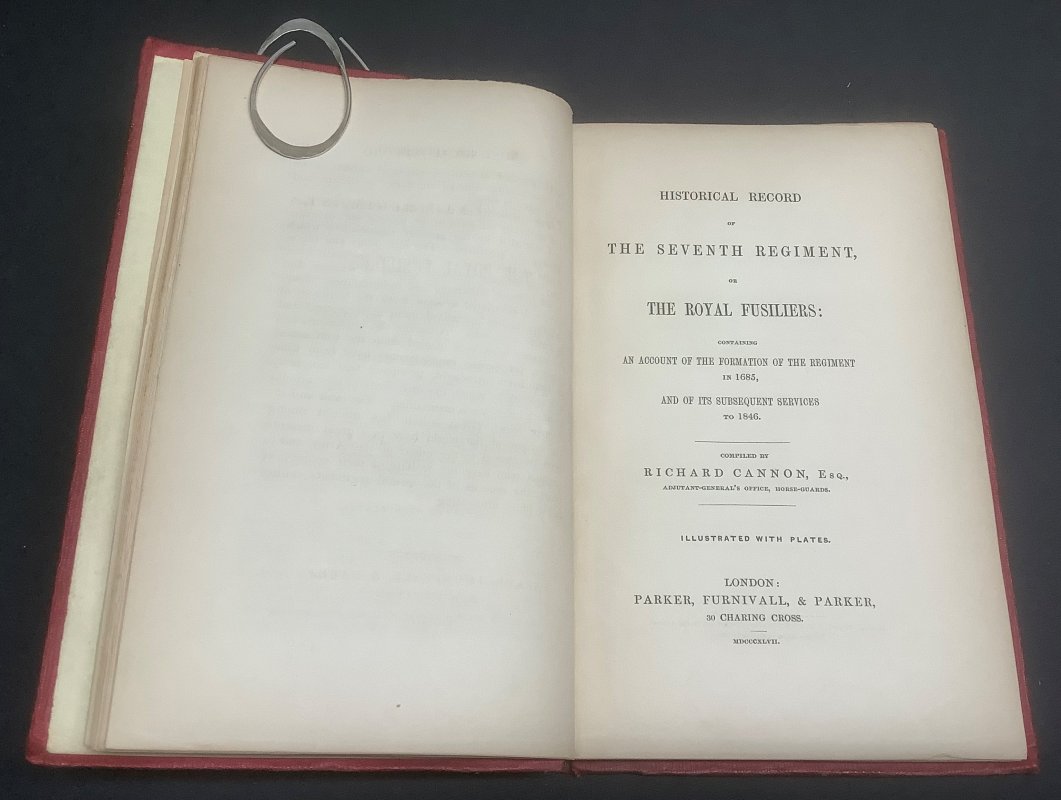 HISTORICAL RECORD
OF
THE SEVENTH REGIMENT,
OR
THE ROYAL FUSILIERS:
CONTAINING
AN ACCOUNT OF THE FORMATION OF THE REGIMENT
IN 1685,
AND OF ITS SUBSEQUENT SERVICES
TO 1846.
COMPILED BY
RICHARD CANNON, ESQ.,
ADJUTANT-GENERAL'S OFFICE, HORSE-GUARDS.
ILLUSTRATED WITH PLATES.
LONDON:
PARKER, FURNIVALL, & PARKER,
30 CHARING CROSS.
MDCCCXLVII.